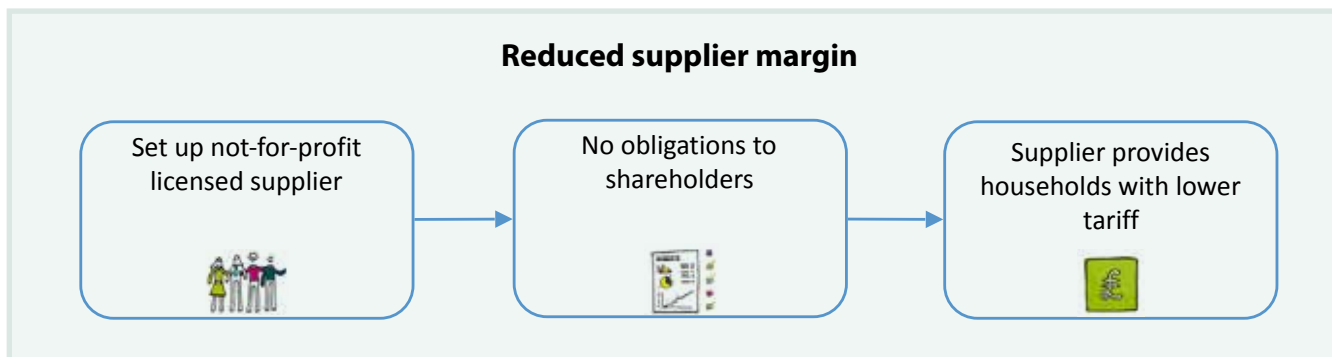 Reduced supplier margin
Set up not-for-profit
licensed supplier
No obligations to
shareholders
Supplier provides
households with lower
tariff
£